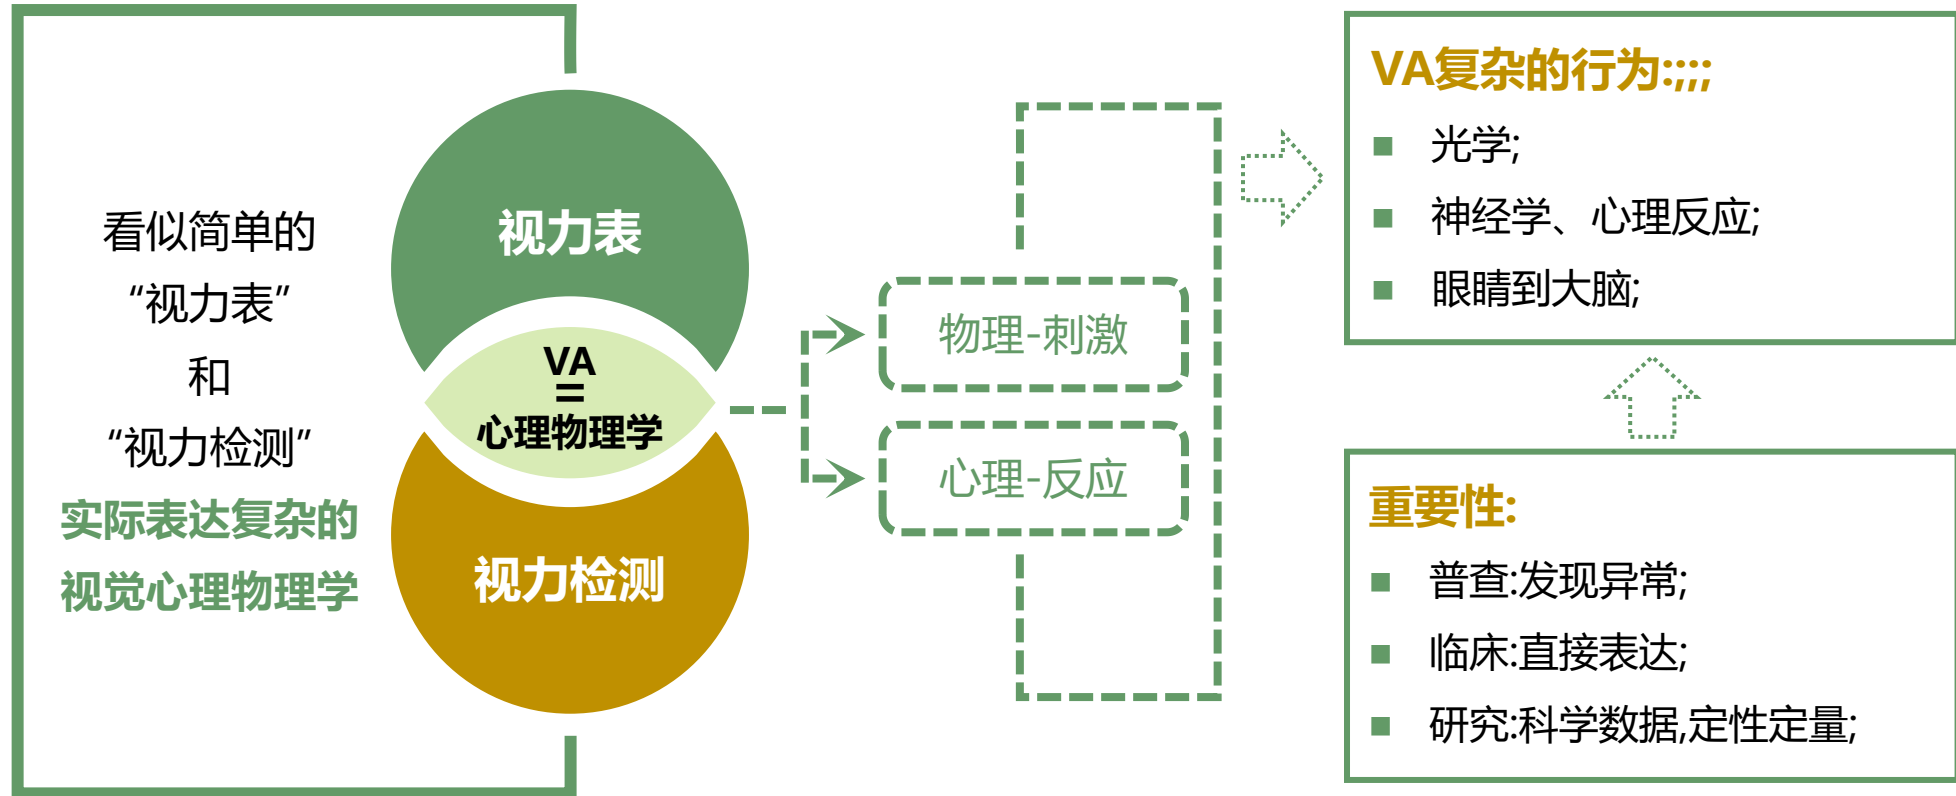 看似简单的
“视力表”
和
“视力检测”
实际表达复杂的
视觉心理物理学
视力表
VA
=
心理物理学
视力检测
物理-刺激
心理-反应
VA复杂的行为:;;;
■ 光学;
■ 神经学、心理反应;
■ 眼睛到大脑;
重要性:
■ 普查:发现异常;
■ 临床:直接表达;
■ 研究:科学数据,定性定量;